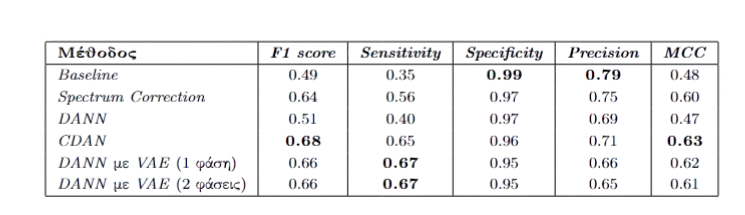 Μέθοδος F1 score Sensitivity Specificity Precision MCC
Baseline 0.49 0.35 0.99 0.79 0.48
Spectrum Correction 0.64 0.56 0.97 0.75 0.60
DANN 0.51 0.40 0.97 0.69 0.47
CDAN 0.68 0.65 0.96 0.71 0.63
DANN με VAE (1 φάση) 0.66 0.67 0.95 0.66 0.62
DANN με VAE (2 φάσεις) 0.66 0.67 0.95 0.65 0.61